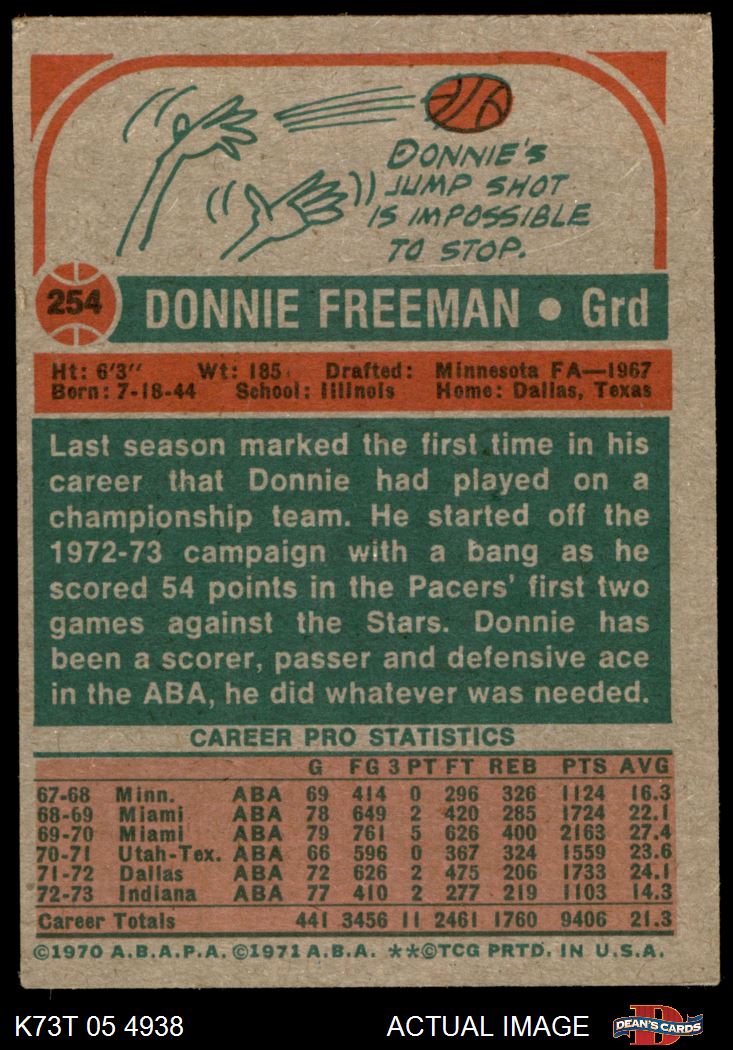 DONNIE'S
JUMP SHOT
IS IMPOSSIBLE
TO STOP.
254 DONNIE FREEMAN • Grd
Ht: 6'3" Wt: 185 Drafted: Minnesota FA—1967
Born: 7-18-44 School: Illinois Home: Dallas, Texas
Last season marked the first time in his
career that Donnie had played on a
championship team. He started off the
1972-73 campaign with a bang as he
scored 54 points in the Pacers' first two
games against the Stars. Donnie has
been a scorer, passer and defensive ace
in the ABA, he did whatever was needed.
CAREER PRO STATISTICS
G FG 3 PT FT REB PTS AVG
67-68 Minn. ABA 69 414 0 296 326 1124 16.3
68-69 Miami ABA 78 649 2 420 285 1724 22.1
69-70 Miami ABA 79 761 5 626 400 2163 27.4
70-71 Utah-Tex. ABA 66 596 0 367 324 1559 23.6
71-72 Dallas ABA 72 626 2 475 206 1733 24.1
72-73 Indiana ABA 77 410 2 277 219 1103 14.3
Career Totals 441 3456 11 2461 1760 9406 21.3
©1970 A.B.A.P.A. ©1971 A.B.A. **©TCG PRTD. IN U.S.A.
K73T 05 4938 ACTUAL IMAGE DEAN'S CARDS